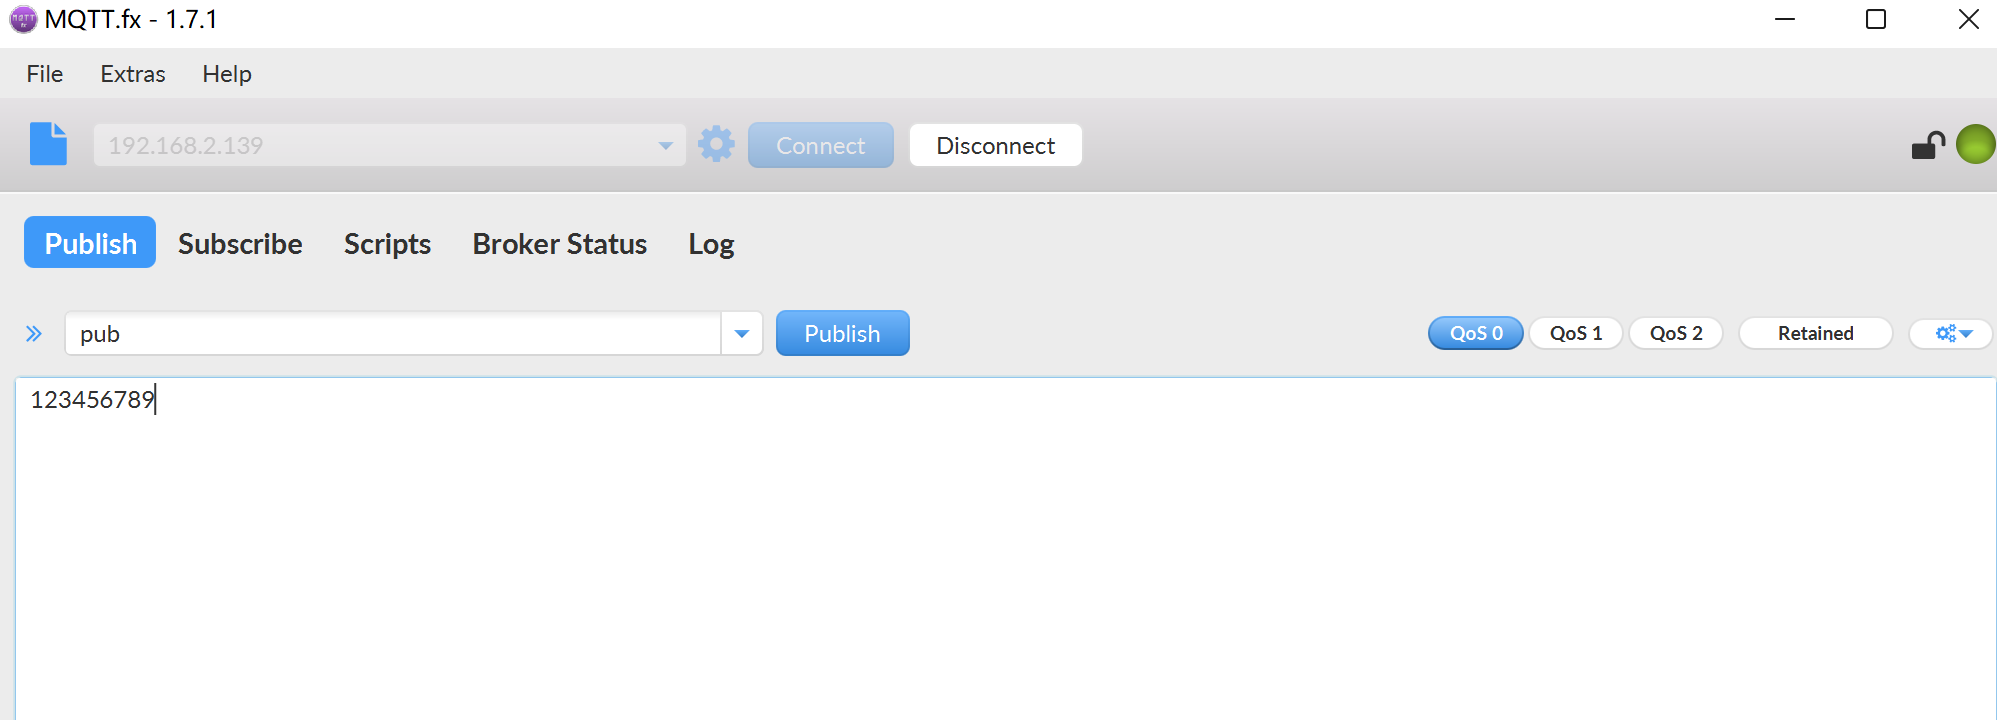 MQTT.fx - 1.7.1
File Extras Help
192.168.2.139 Connect Disconnect
Publish Subscribe Scripts Broker Status Log
pub Publish QoS 0 QoS 1 QoS 2 Retained
123456789